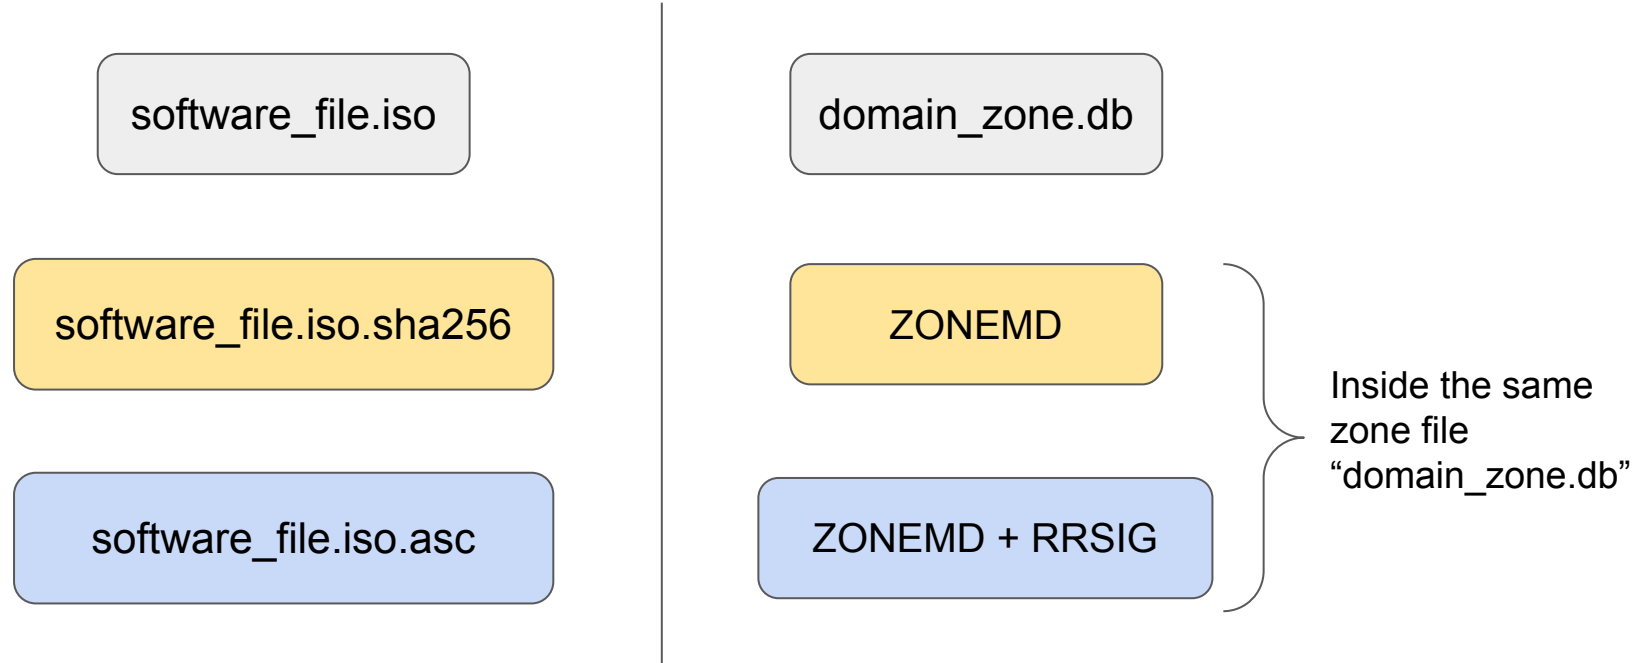 software_file.iso
domain_zone.db
software_file.iso.sha256
ZONEMD
software_file.iso.asc
ZONEMD + RRSIG
Inside the same
zone file
“domain_zone.db”